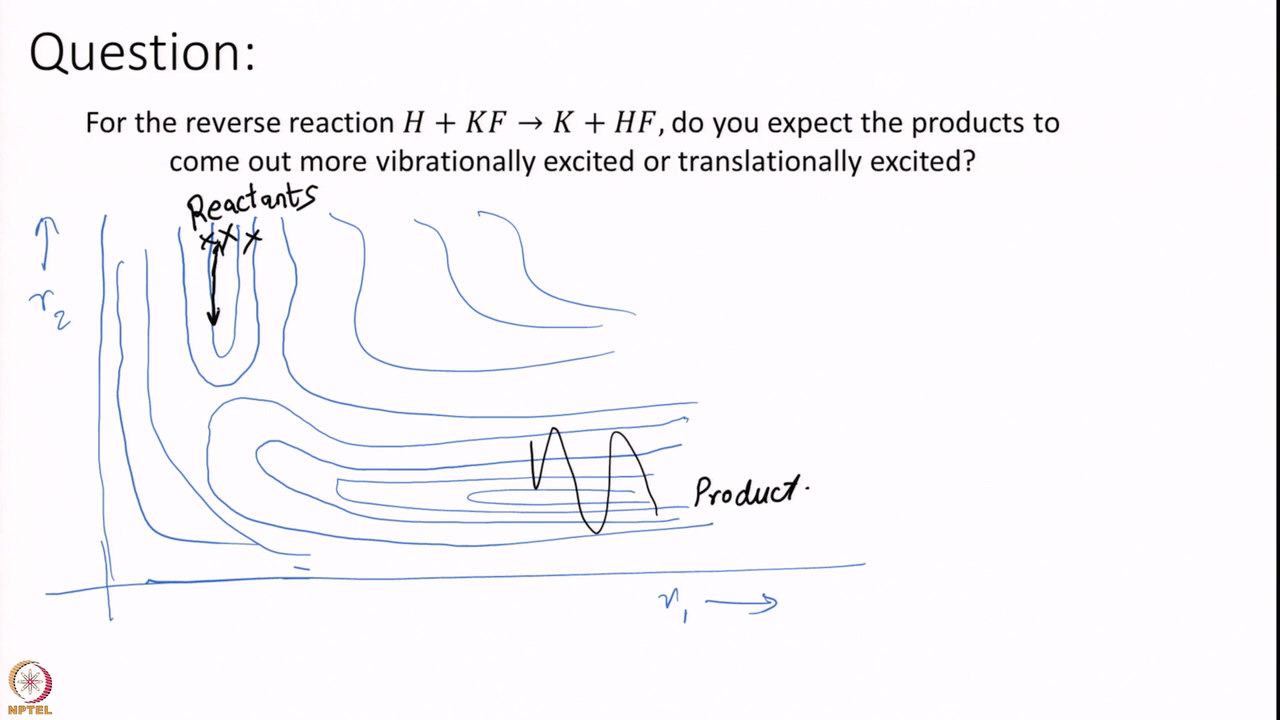 Question:
For the reverse reaction H + KF → K + HF, do you expect the products to
come out more vibrationally excited or translationally excited?
Reactants
r₂
Product.
r₁
NPTEL